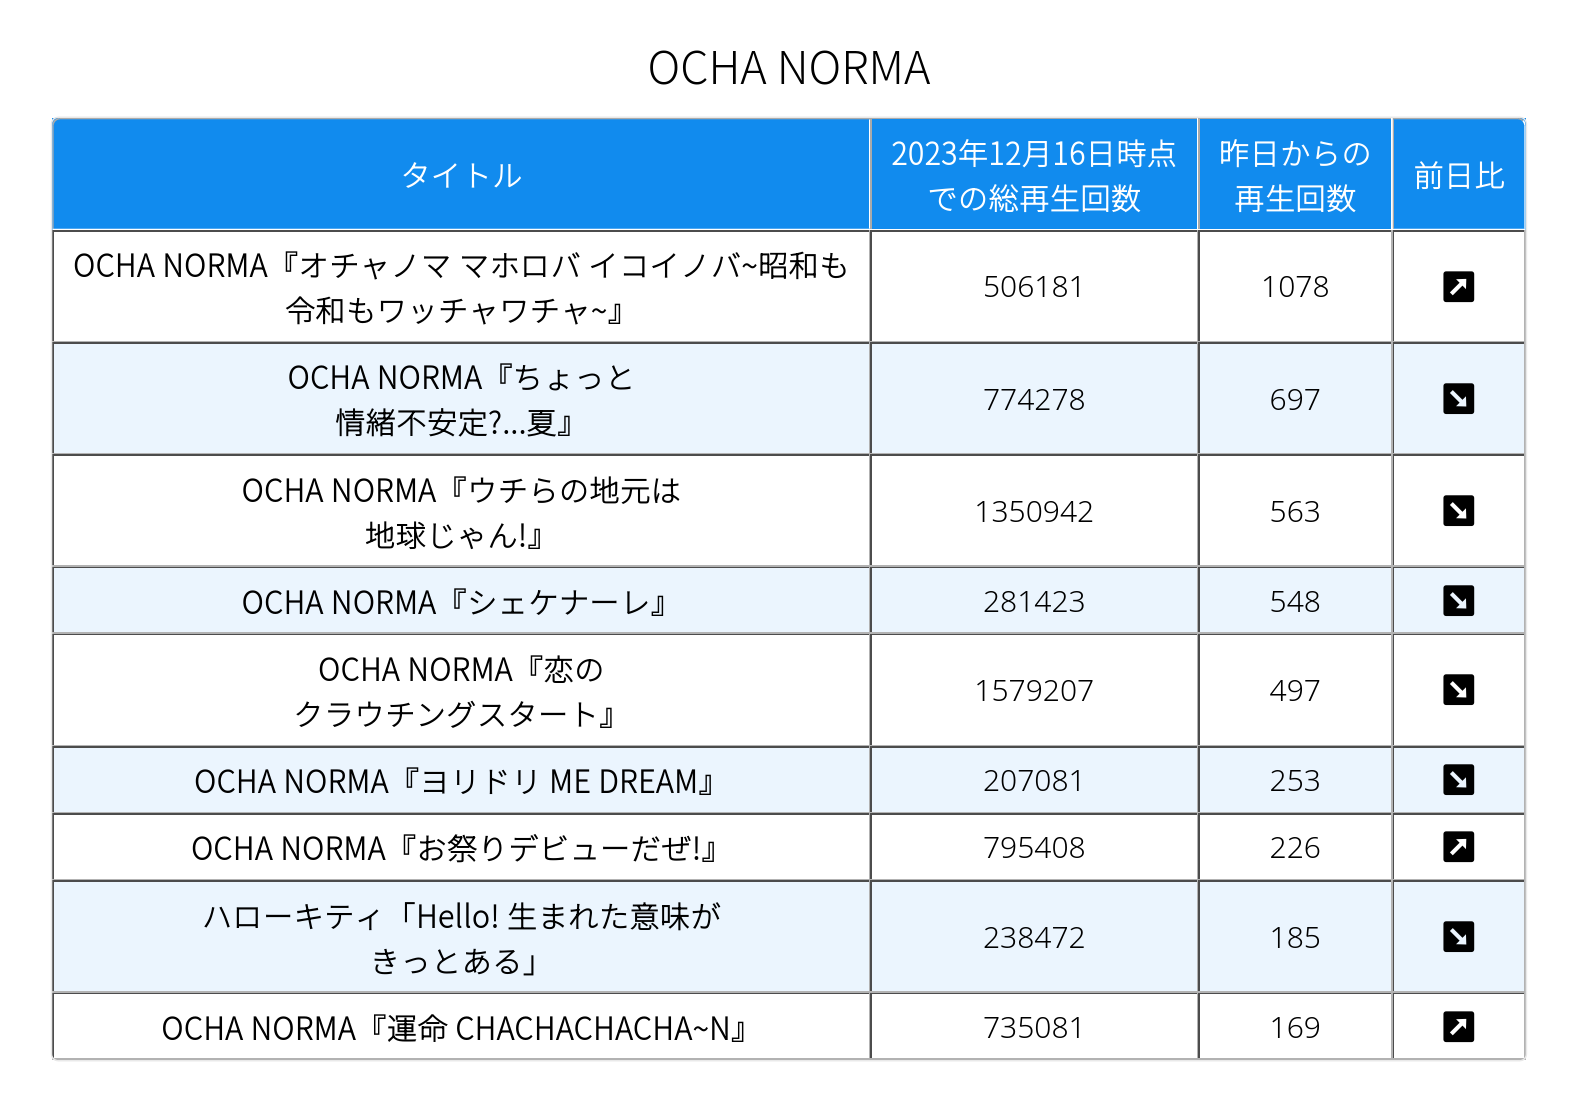 OCHA NORMA
タイトル
2023年12月16日時点
での総再生回数
昨日からの
再生回数
前日比
OCHA NORMA『オチャノマ マホロバ イコイノバ~昭和も
令和もワッチャワチャ~』
506181
1078
OCHA NORMA『ちょっと
情緒不安定?...夏』
774278
697
OCHA NORMA『ウチらの地元は
地球じゃん!』
1350942
563
OCHA NORMA『シェケナーレ』
281423
548
OCHA NORMA『恋の
クラウチングスタート』
1579207
497
OCHA NORMA『ヨリドリ ME DREAM』
207081
253
OCHA NORMA『お祭りデビューだぜ!』
795408
226
ハローキティ「Hello! 生まれた意味が
きっとある」
238472
185
OCHA NORMA『運命 CHACHACHACHA~N』
735081
169